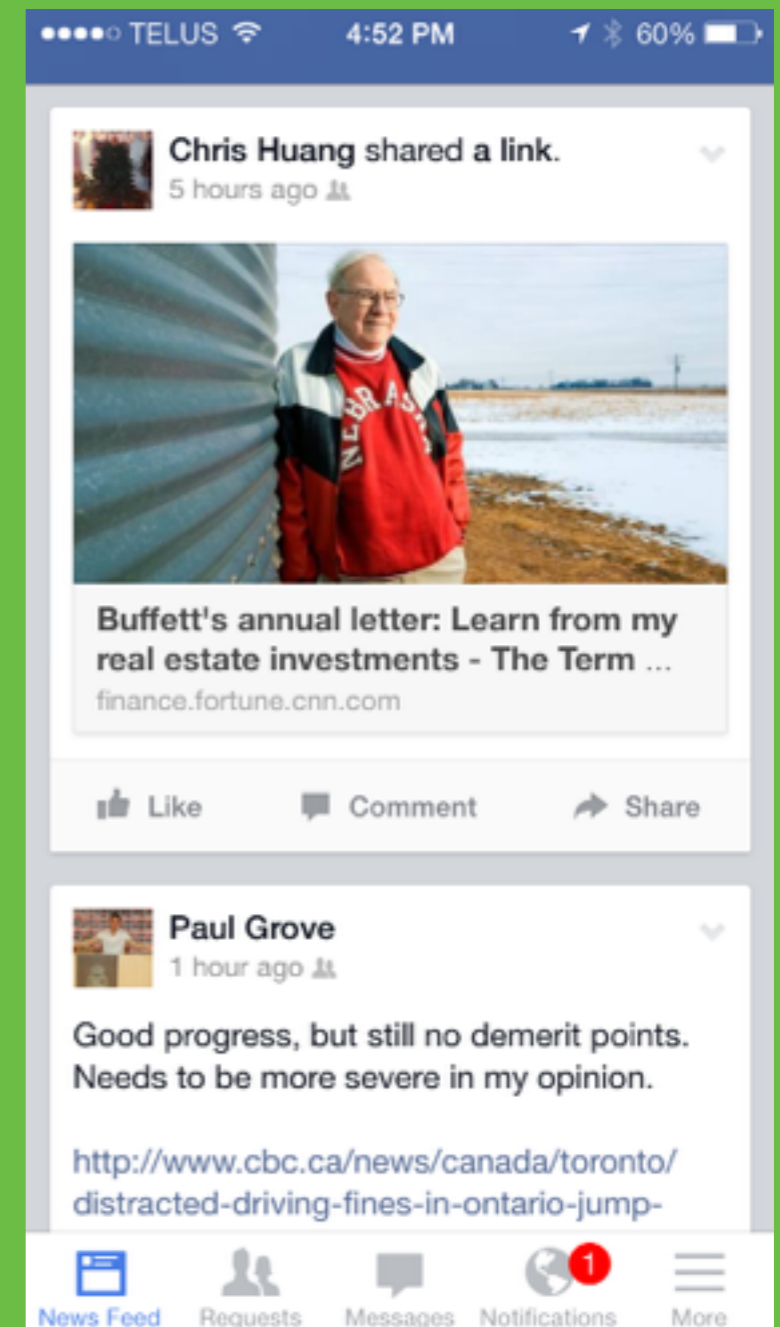 TELUS 4:52 PM 60%
Chris Huang shared a link.
5 hours ago
NEBRASKA
Buffett's annual letter: Learn from my
real estate investments - The Term ...
finance.fortune.cnn.com
Like Comment Share
Paul Grove
1 hour ago
Good progress, but still no demerit points.
Needs to be more severe in my opinion.
http://www.cbc.ca/news/canada/toronto/
distracted-driving-fines-in-ontario-jump-
1
News Feed Requests Messages Notifications More